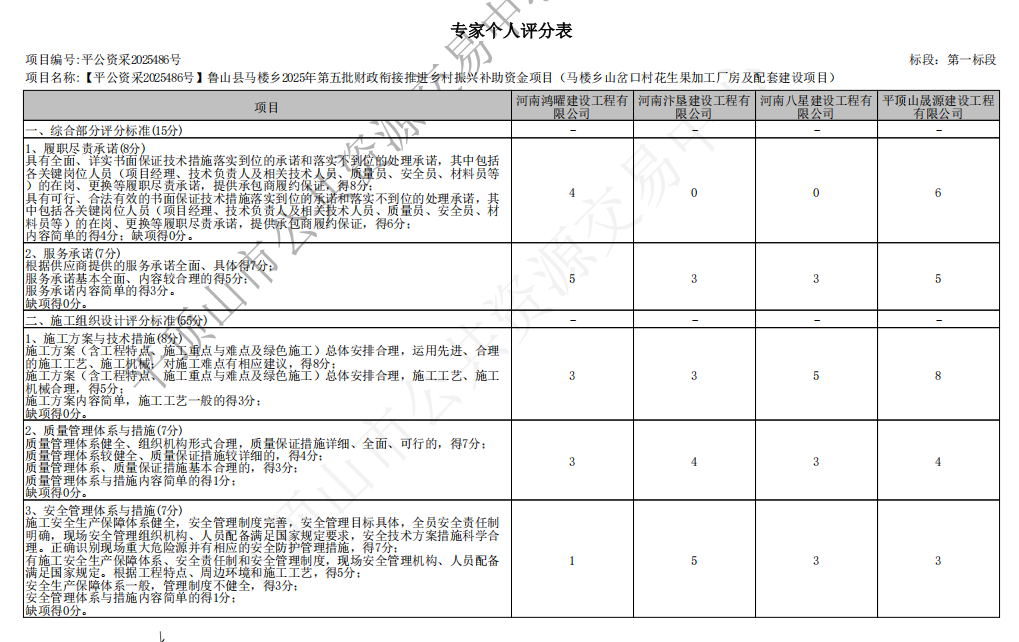 专家个人评分表
项目编号:平公资采2025486号 标段: 第一标段
项目名称:【平公资采2025486号】鲁山县马楼乡2025年第五批财政衔接推进乡村振兴补助资金项目（马楼乡山岔口村花生果加工厂房及配套建设项目）
项目 河南鸿曜建设工程有限公司 河南汴垦建设工程有限公司 河南八星建设工程有限公司 平顶山晟源建设工程有限公司
一、综合部分评分标准(15分) - - - -
1、履职尽责承诺(8分)
具有全面、详实书面保证技术措施落实到位的承诺和落实不到位的处理承诺，其中包括
各关键岗位人员（项目经理、技术负责人及相关技术人员、质量员、安全员、材料员等
）的在岗、更换等履职尽责承诺，提供承包商履约保证，得8分；
具有可行、合法有效的书面保证技术措施落实到位的承诺和落实不到位的处理承诺，其
中包括各关键岗位人员（项目经理、技术负责人及相关技术人员、质量员、安全员、材
料员等）的在岗、更换等履职尽责承诺，提供承包商履约保证，得6分；
内容简单的得4分；缺项得0分。
4 0 0 6
2、服务承诺(7分)
根据供应商提供的服务承诺全面、具体得7分；
服务承诺基本全面、内容较合理的得5分；
服务承诺内容简单的得3分。
缺项得0分。
5 3 3 5
二、施工组织设计评分标准(55分) - - - -
1、施工方案与技术措施(8分)
施工方案（含工程特点、施工重点与难点及绿色施工）总体安排合理，运用先进、合理
的施工工艺、施工机械，对施工难点有相应建议，得8分；
施工方案（含工程特点、施工重点与难点及绿色施工）总体安排合理，施工工艺、施工
机械合理，得5分；
施工方案内容简单，施工工艺一般的得3分；
缺项得0分。
3 3 5 8
2、质量管理体系与措施(7分)
质量管理体系健全、组织机构形式合理，质量保证措施详细、全面、可行的，得7分；
质量管理体系较健全、质量保证措施较详细的，得4分；
质量管理体系、质量保证措施基本合理的，得3分；
质量管理体系与措施内容简单的得1分；
缺项得0分。
3 4 3 4
3、安全管理体系与措施(7分)
施工安全生产保障体系健全，安全管理制度完善，安全管理目标具体，全员安全责任制
明确，现场安全管理组织机构、人员配备满足国家规定要求，安全技术方案措施科学合
理。正确识别现场重大危险源并有相应的安全防护管理措施，得7分；
有施工安全生产保障体系、安全责任制和安全管理制度，现场安全管理机构、人员配备
满足国家规定。根据工程特点、周边环境和施工工艺，得5分；
安全生产保障体系一般，管理制度不健全，得3分；
安全管理体系与措施内容简单的得1分；
缺项得0分。
1 5 3 3
平顶山市公共资源交易中
顶山市公共资源交易中